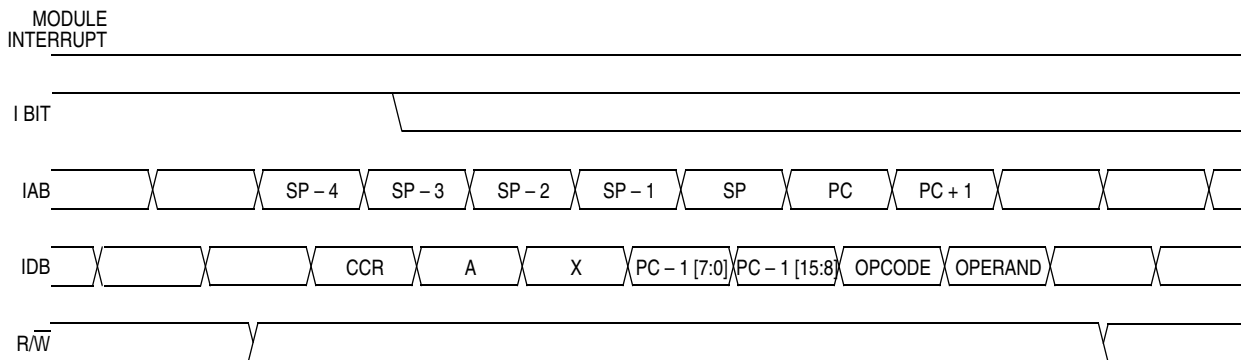 MODULE
INTERRUPT
I BIT
IAB SP – 4 SP – 3 SP – 2 SP – 1 SP PC PC + 1
IDB CCR A X PC – 1 [7:0] PC – 1 [15:8] OPCODE OPERAND
R/W̅